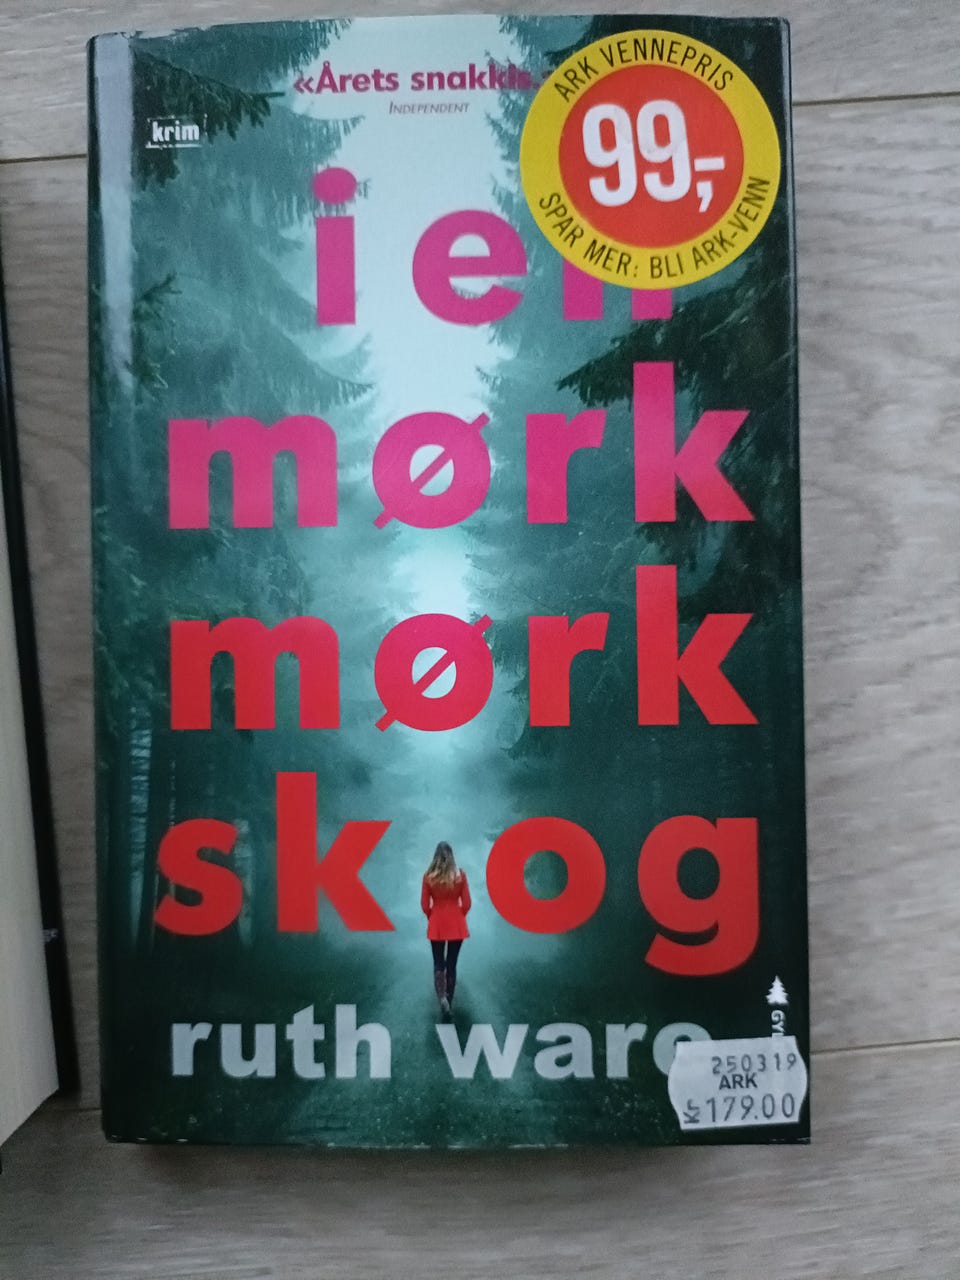 «Årets snakkis.
INDEPENDENT
krim
ARK VENNEPRIS
99,-
SPAR MER: BLI ARK-VENN
i en
mørk
mørk
skog
ruth ware
250319
ARK
Kr 179.00